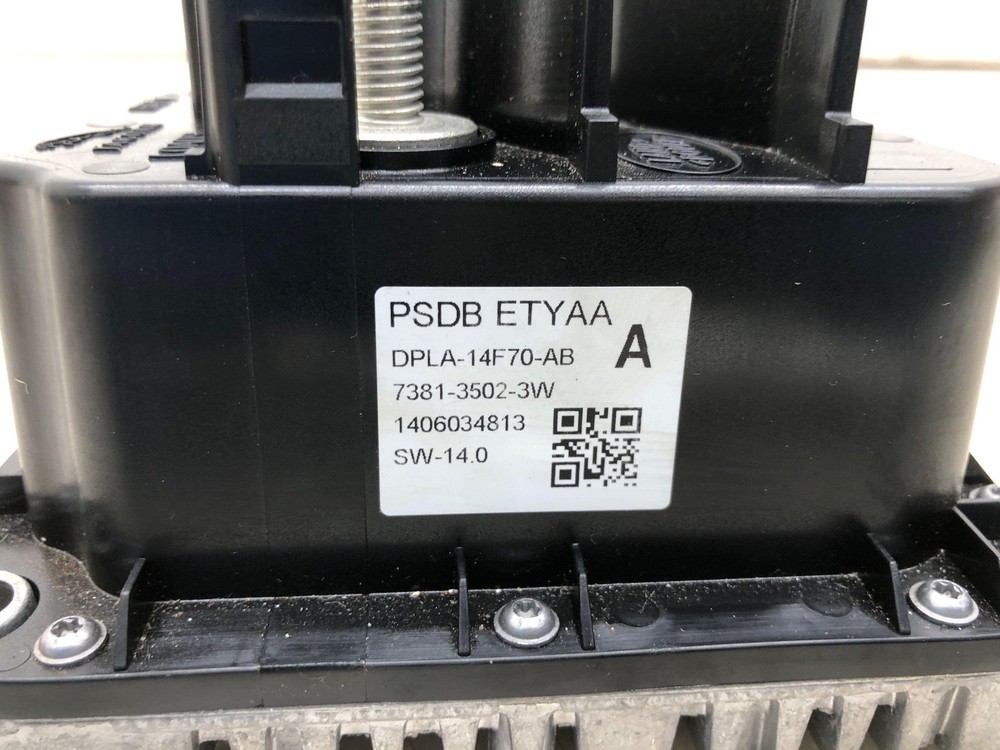 PSDB ETYAA
A
DPLA-14F70-AB
7381-3502-3W
1406034813
SW-14.0